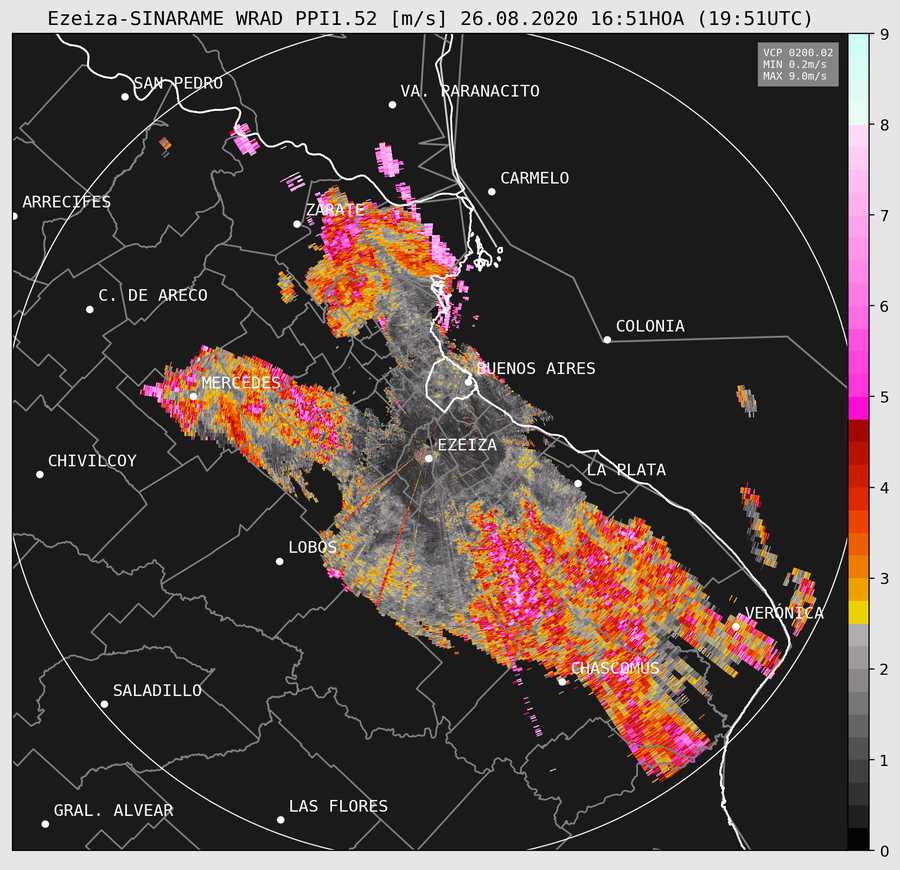 Ezeiza-SINARAME WRAD PPI1.52 [m/s] 26.08.2020 16:51HOA (19:51UTC)
VCP 0200.02
MIN 0.2m/s
MAX 9.0m/s
SAN PEDRO
VA. PARANACITO
CARMELO
ARRECIFES
ZÁRATE
C. DE ARECO
COLONIA
BUENOS AIRES
MERCEDES
EZEIZA
CHIVILCOY
LA PLATA
LOBOS
VERÓNICA
CHASCOMUS
SALADILLO
LAS FLORES
GRAL. ALVEAR
9
8
7
6
5
4
3
2
1
0